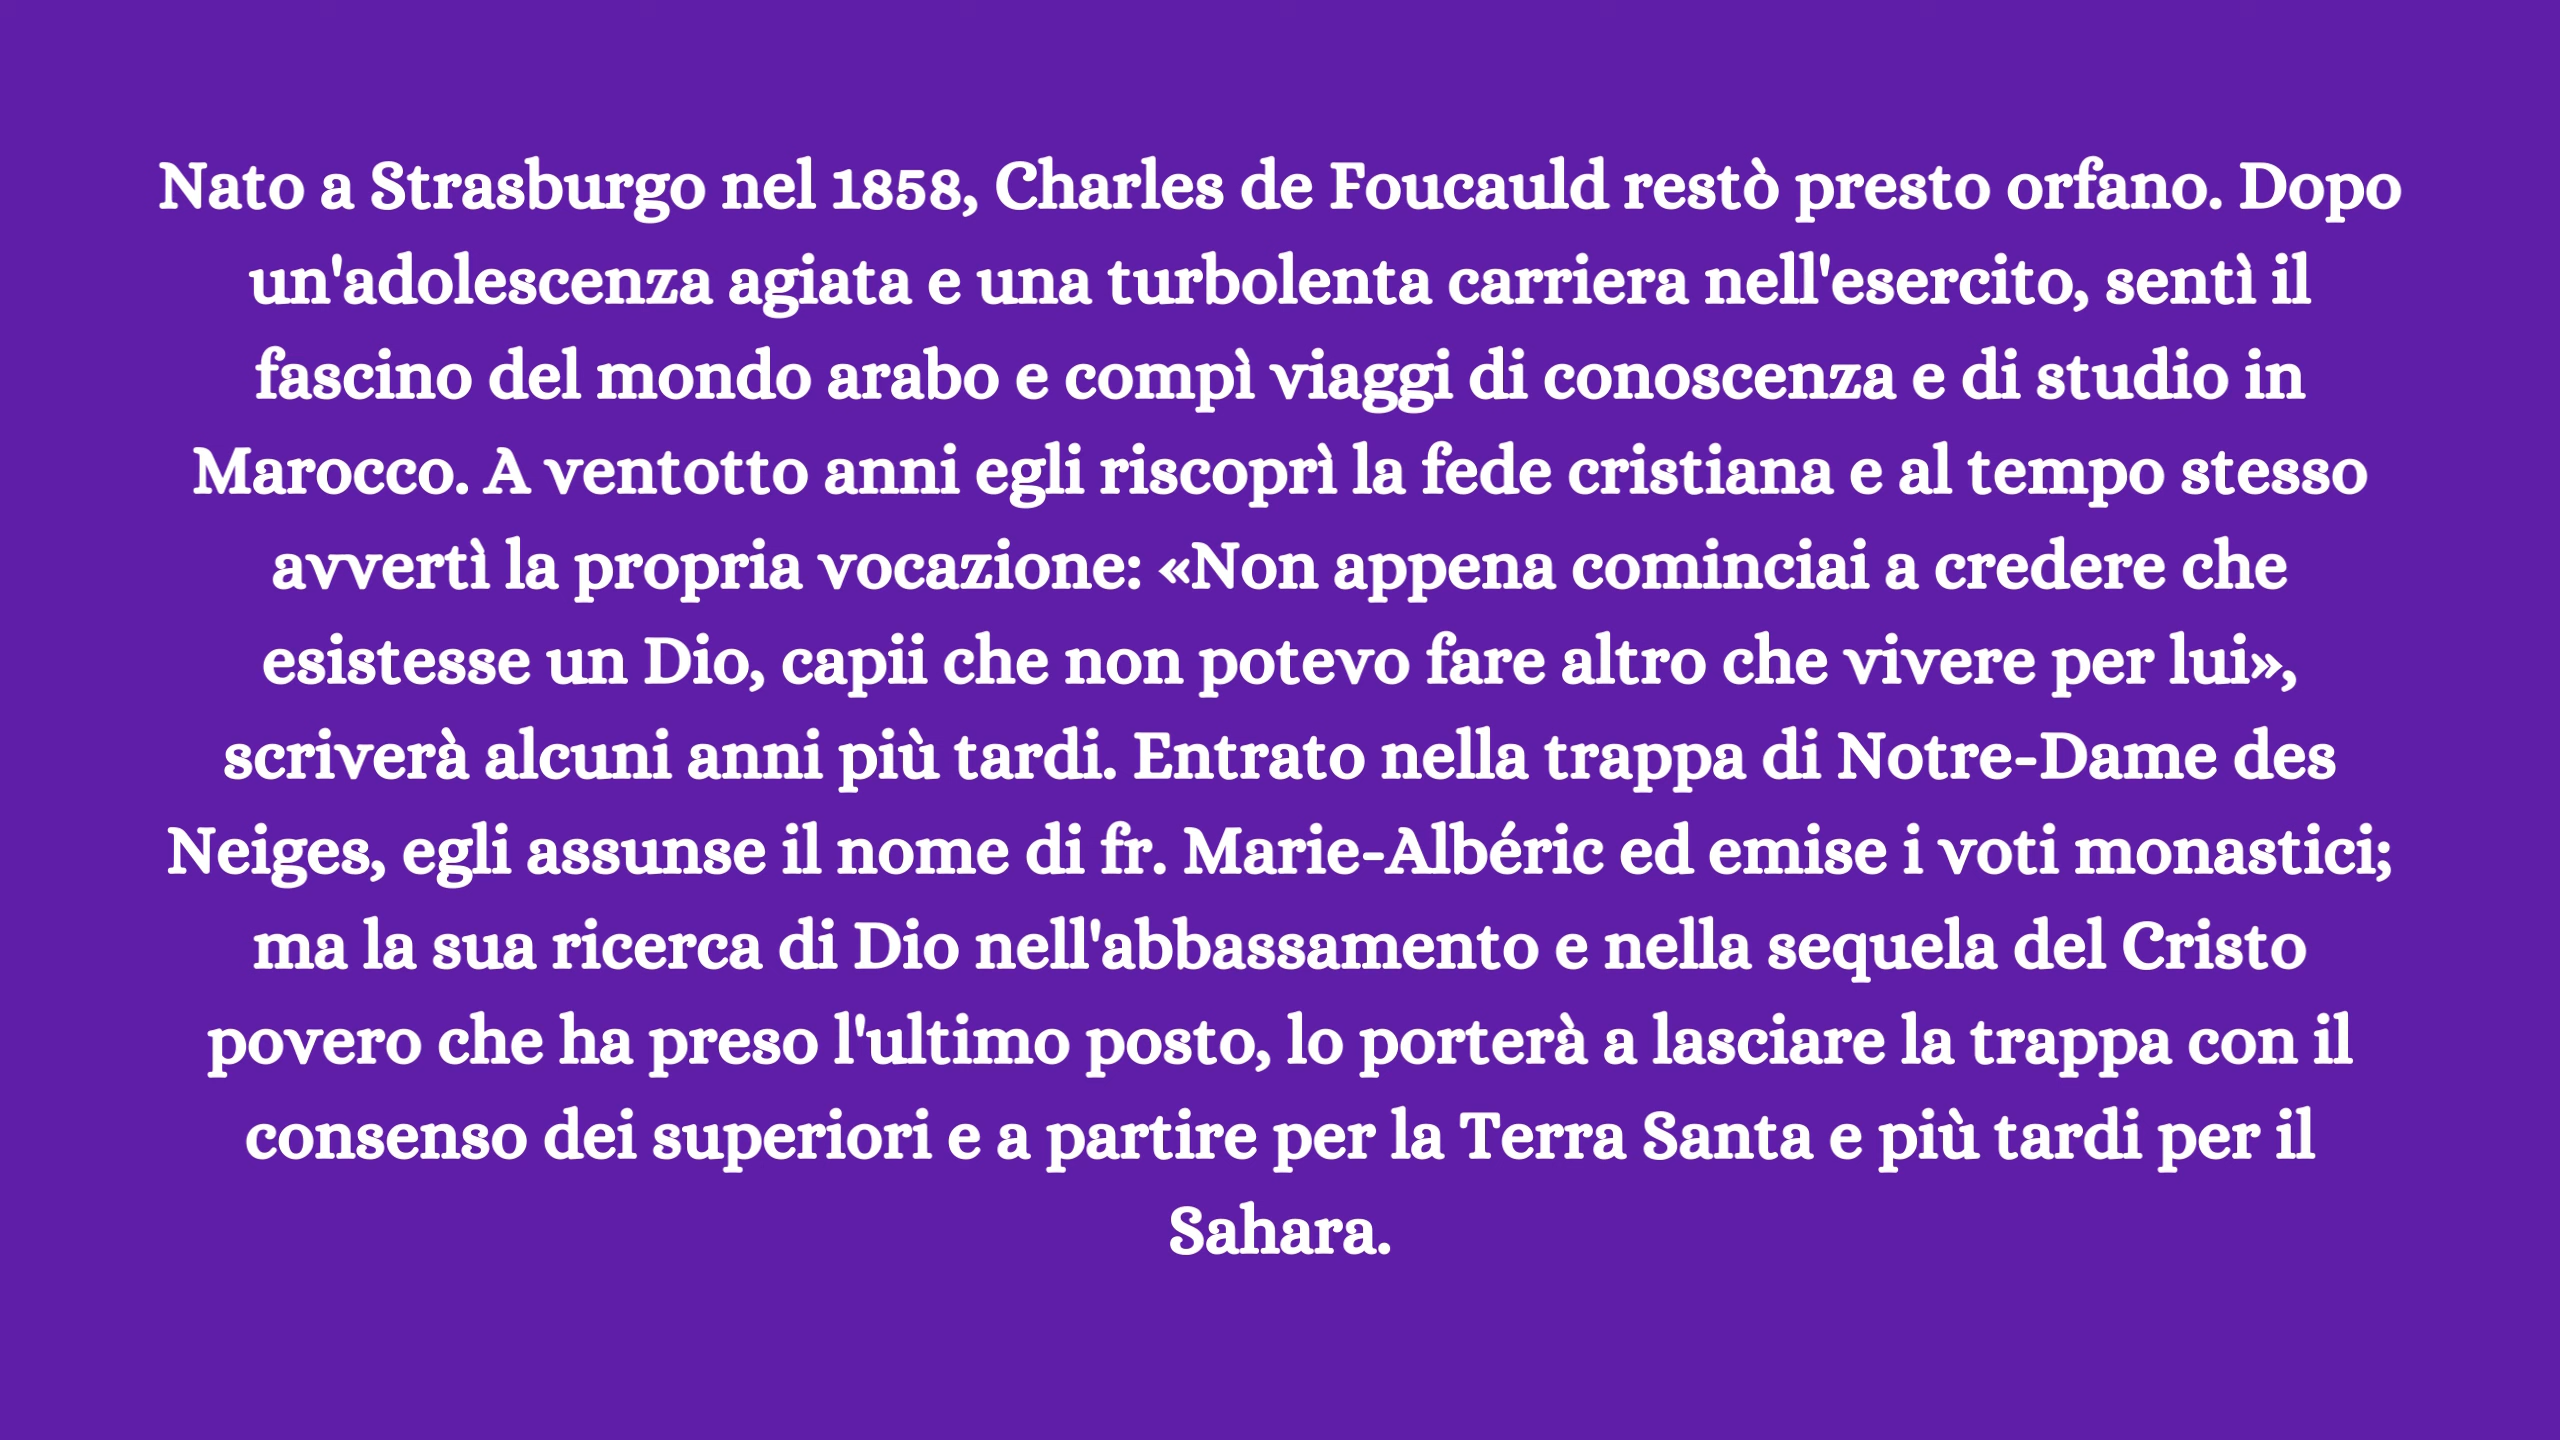 Nato a Strasburgo nel 1858, Charles de Foucauld restò presto orfano. Dopo
un'adolescenza agiata e una turbolenta carriera nell'esercito, sentì il
fascino del mondo arabo e compì viaggi di conoscenza e di studio in
Marocco. A ventotto anni egli riscoprì la fede cristiana e al tempo stesso
avvertì la propria vocazione: «Non appena cominciai a credere che
esistesse un Dio, capii che non potevo fare altro che vivere per lui»,
scriverà alcuni anni più tardi. Entrato nella trappa di Notre-Dame des
Neiges, egli assunse il nome di fr. Marie-Albéric ed emise i voti monastici;
ma la sua ricerca di Dio nell'abbassamento e nella sequela del Cristo
povero che ha preso l'ultimo posto, lo porterà a lasciare la trappa con il
consenso dei superiori e a partire per la Terra Santa e più tardi per il
Sahara.